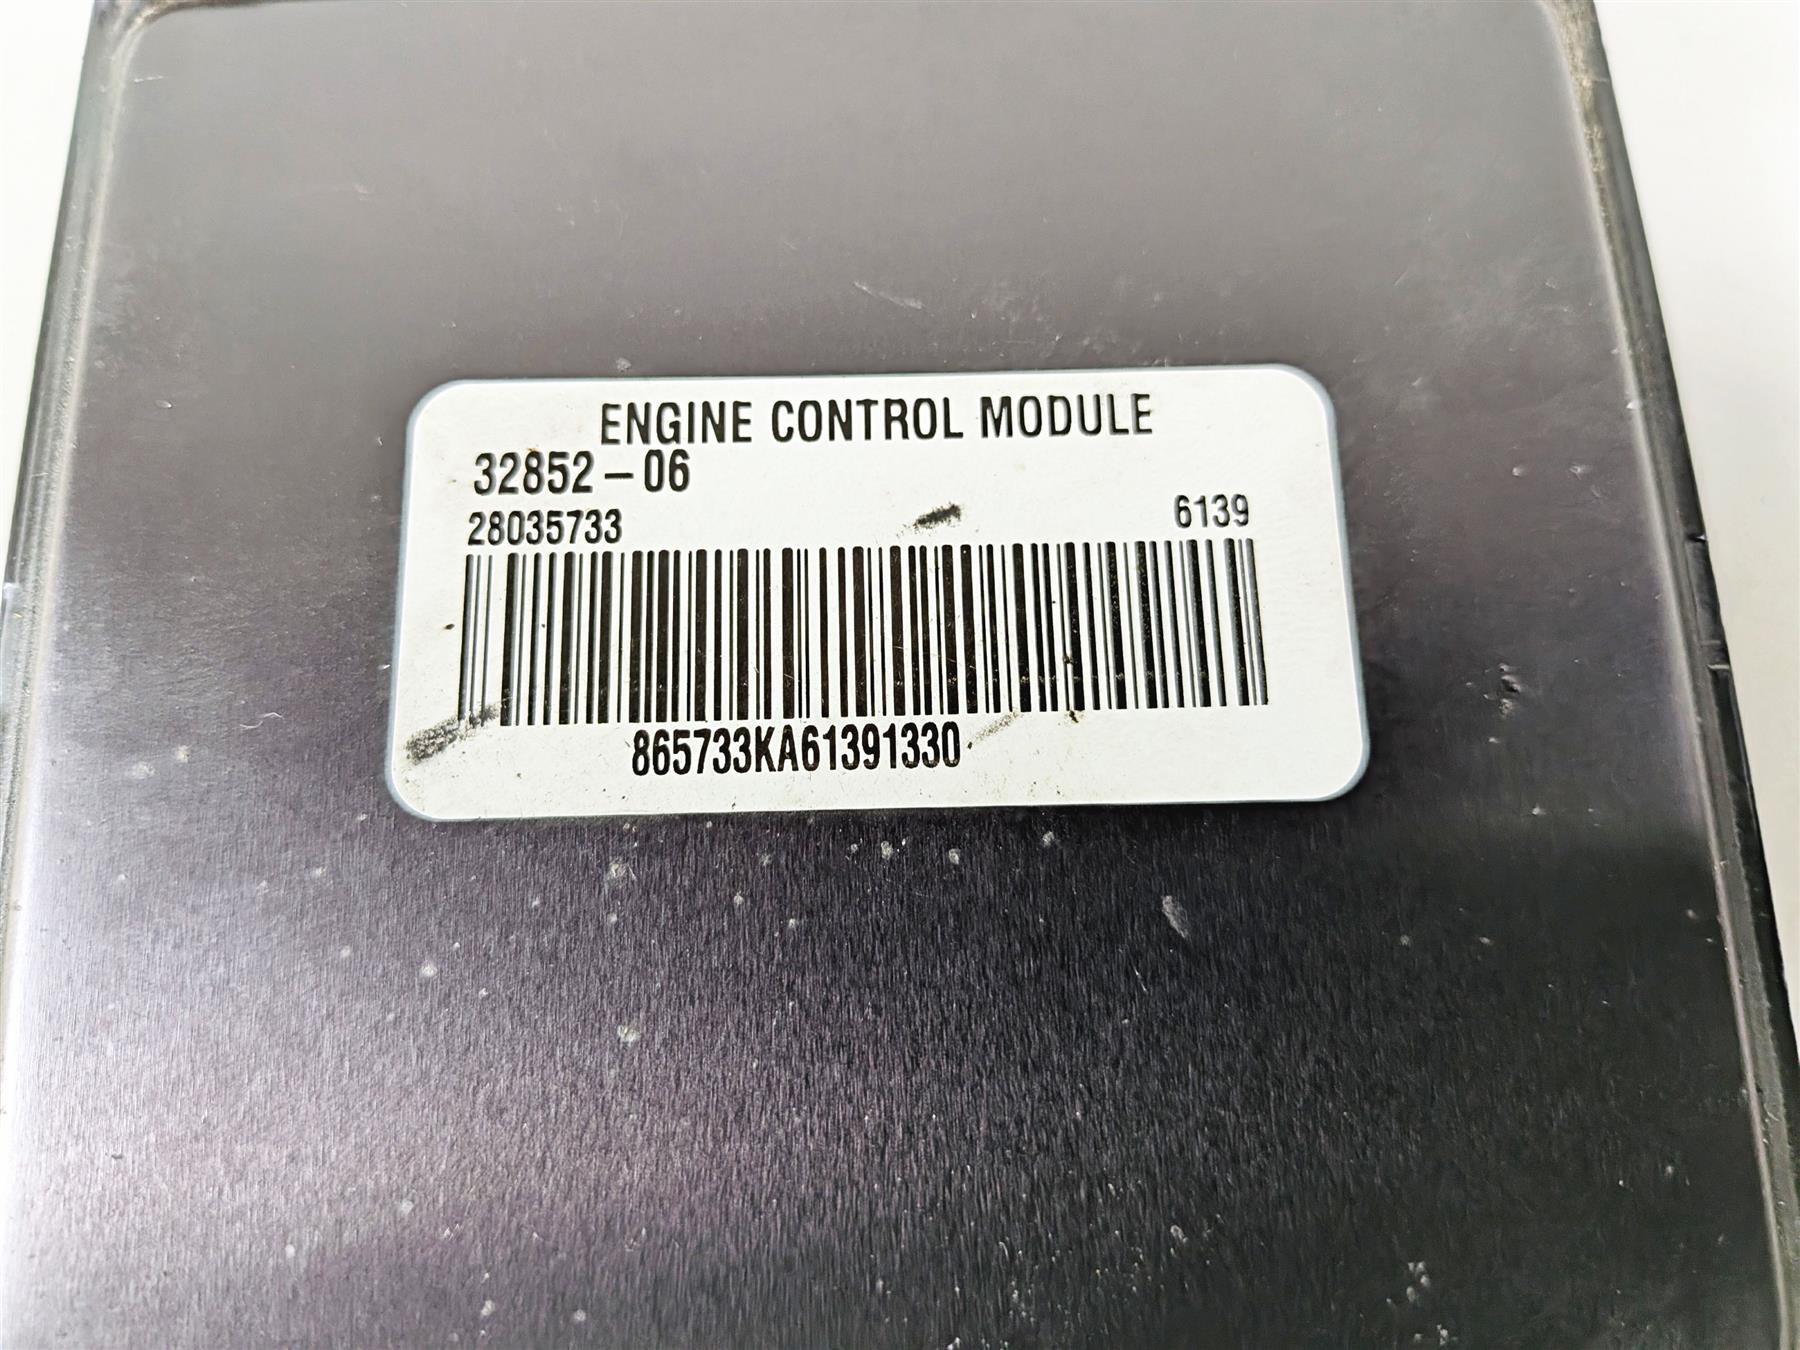 ENGINE CONTROL MODULE
32852-06
28035733 6139
865733KA61391330